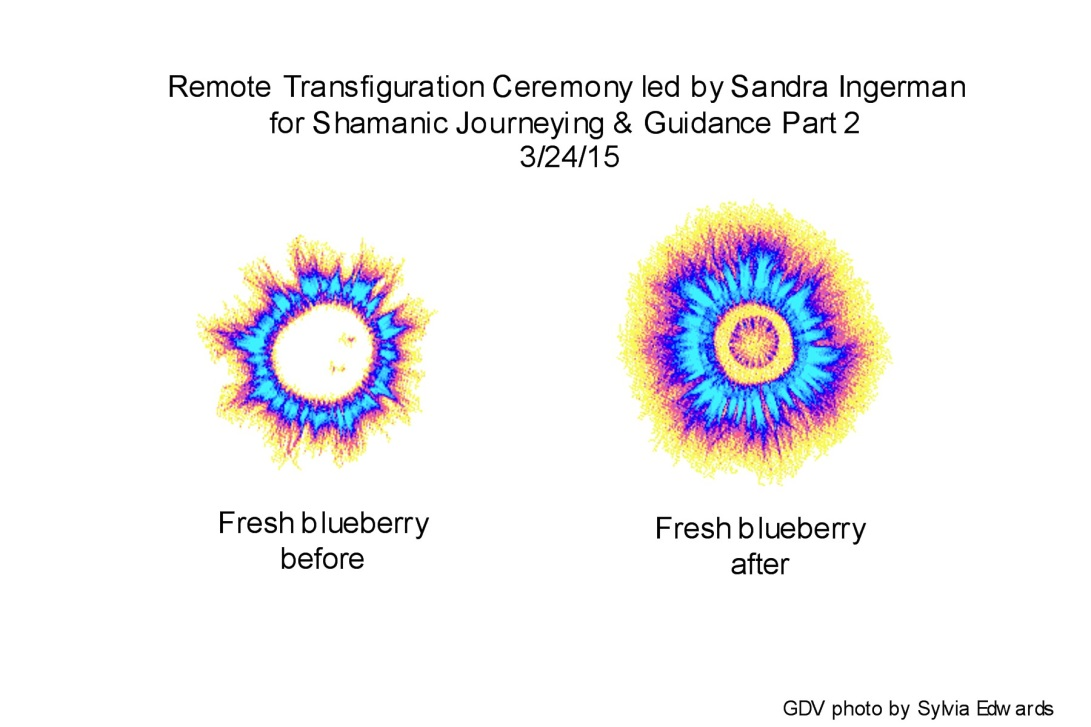 Remote Transfiguration Ceremony led by Sandra Ingerman
for Shamanic Journeying & Guidance Part 2
3/24/15
Fresh blueberry
before
Fresh blueberry
after
GDV photo by Sylvia Edwards